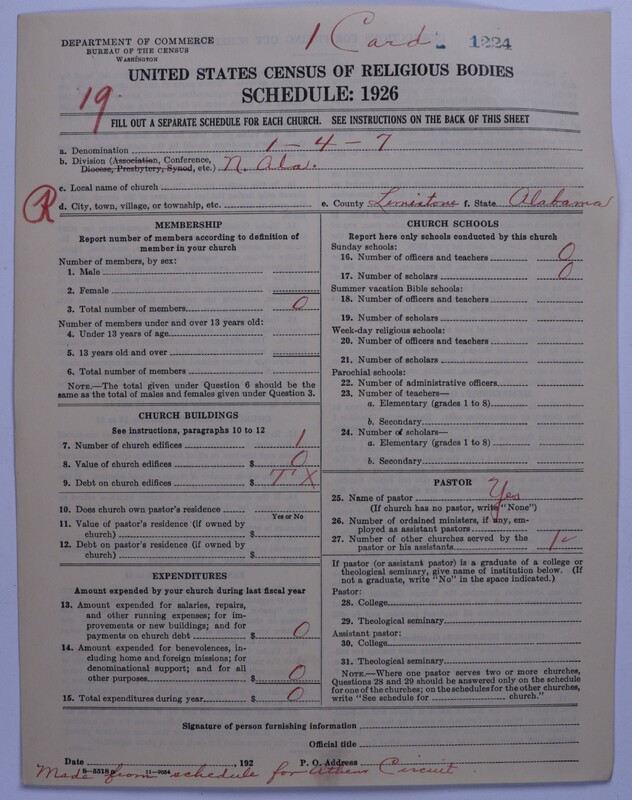 1 Card 1224
DEPARTMENT OF COMMERCE
BUREAU OF THE CENSUS
WASHINGTON
UNITED STATES CENSUS OF RELIGIOUS BODIES
19
SCHEDULE: 1926
FILL OUT A SEPARATE SCHEDULE FOR EACH CHURCH. SEE INSTRUCTIONS ON THE BACK OF THIS SHEET
a. Denomination 1-4-7
b. Division (Association, Conference, Diocese, Presbytery, Synod, etc.) N. Ala.
c. Local name of church
R
d. City, town, village, or township, etc. e. County Limestone f. State Alabama
MEMBERSHIP
Report number of members according to definition of
member in your church
Number of members, by sex:
1. Male
2. Female
3. Total number of members 0
Number of members under and over 13 years old:
4. Under 13 years of age
5. 13 years old and over
6. Total number of members
NOTE.—The total given under Question 6 should be the
same as the total of males and females given under Question 3.
CHURCH BUILDINGS
See instructions, paragraphs 10 to 12
7. Number of church edifices 1
8. Value of church edifices $ 0
9. Debt on church edifices $ TX
10. Does church own pastor's residence
Yes or No
11. Value of pastor's residence (if owned by
church) $
12. Debt on pastor's residence (if owned by
church) $
EXPENDITURES
Amount expended by your church during last fiscal year
13. Amount expended for salaries, repairs,
and other running expenses; for im-
provements or new buildings; and for
payments on church debt $ 0
14. Amount expended for benevolences, in-
cluding home and foreign missions; for
denominational support; and for all
other purposes $ 0
15. Total expenditures during year $ 0
CHURCH SCHOOLS
Report here only schools conducted by this church
Sunday schools:
16. Number of officers and teachers 0
17. Number of scholars 0
Summer vacation Bible schools:
18. Number of officers and teachers
19. Number of scholars
Week-day religious schools:
20. Number of officers and teachers
21. Number of scholars
Parochial schools:
22. Number of administrative officers
23. Number of teachers—
a. Elementary (grades 1 to 8)
b. Secondary
24. Number of scholars—
a. Elementary (grades 1 to 8)
b. Secondary
PASTOR
25. Name of pastor Yes
(If church has no pastor, write "None")
26. Number of ordained ministers, if any, em-
ployed as assistant pastors
27. Number of other churches served by the
pastor or his assistants
If pastor (or assistant pastor) is a graduate of a college or
theological seminary, give name of institution below. (If
not a graduate, write "No" in the space indicated.)
Pastor:
28. College
29. Theological seminary
Assistant pastor:
30. College
31. Theological seminary
NOTE.—Where one pastor serves two or more churches,
Questions 28 and 29 should be answered only on the schedule
for one of the churches; on the schedules for the other churches,
write "See schedule for church."
Signature of person furnishing information
Official title
Date , 192 P. O. Address
11-9054
Made from schedule for Athens Circuit